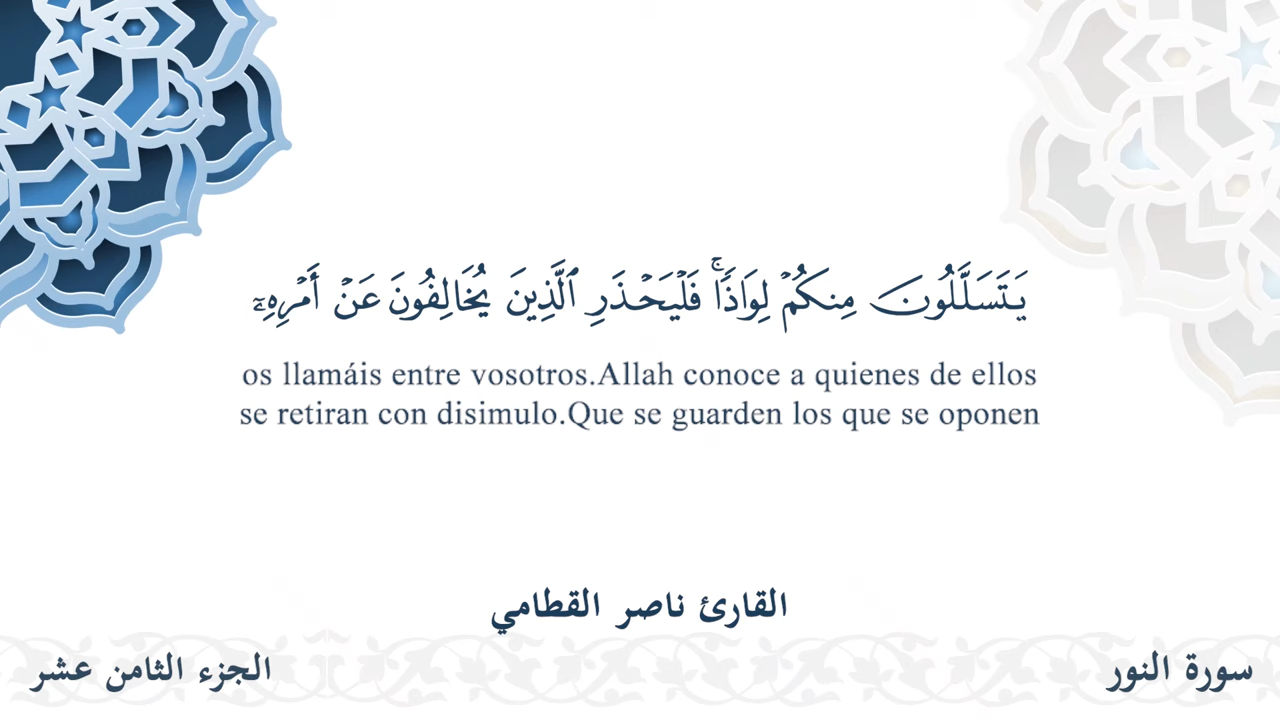 يَتَسَلَّلُونَ مِنكُمۡ لِوَاذٗاۚ فَلۡيَحۡذَرِ ٱلَّذِينَ يُخَالِفُونَ عَنۡ أَمۡرِهِۦٓ
os llamáis entre vosotros.Allah conoce a quienes de ellos
se retiran con disimulo.Que se guarden los que se oponen
القارئ ناصر القطامي
سورة النور
الجزء الثامن عشر